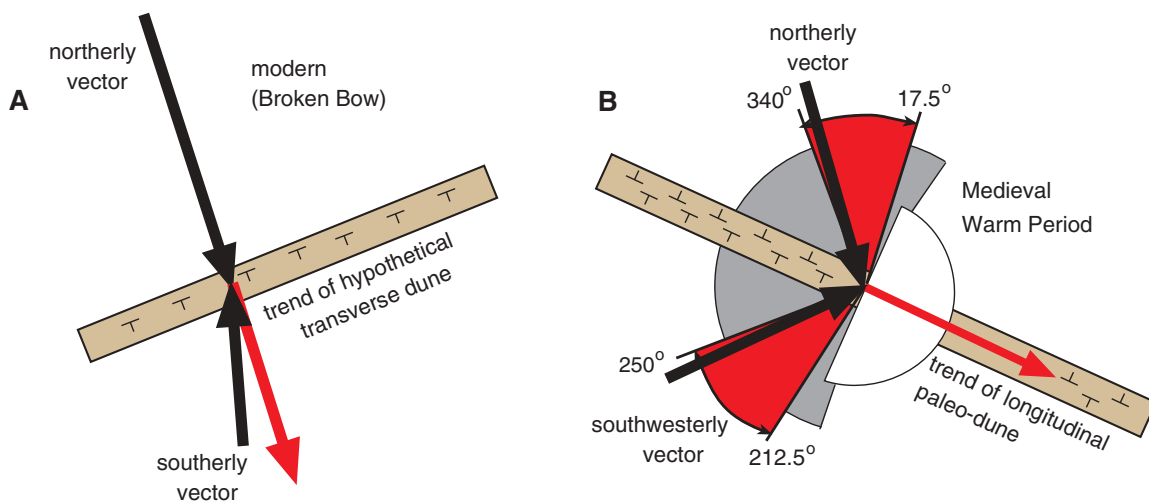 A
northerly
vector
modern
(Broken Bow)
trend of hypothetical
transverse dune
southerly
vector
B
northerly
vector
340°
17.5°
Medieval
Warm Period
250°
southwesterly
vector
212.5°
trend of longitudinal
paleo-dune